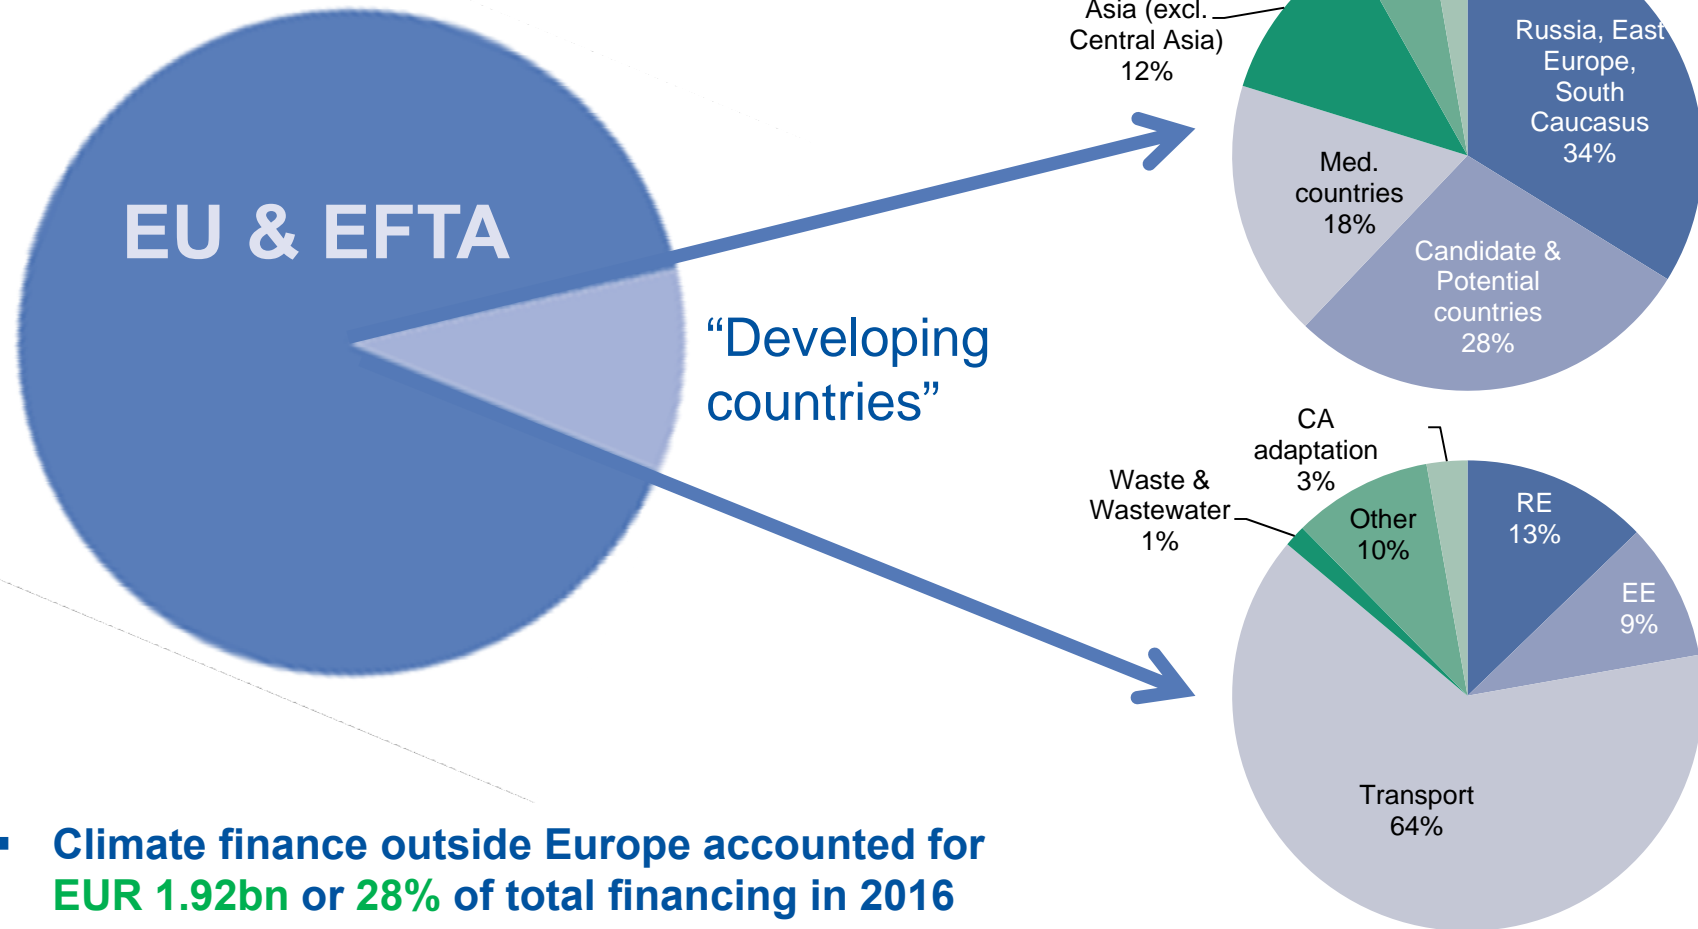 Asia (excl.
Central Asia)
12%
Russia, East
Europe,
South
Caucasus
34%
Med.
countries
18%
Candidate &
Potential
countries
28%
EU & EFTA
“Developing
countries”
CA
adaptation
3%
Waste &
Wastewater
1%
Other
10%
RE
13%
EE
9%
Transport
64%
▪ Climate finance outside Europe accounted for
EUR 1.92bn or 28% of total financing in 2016